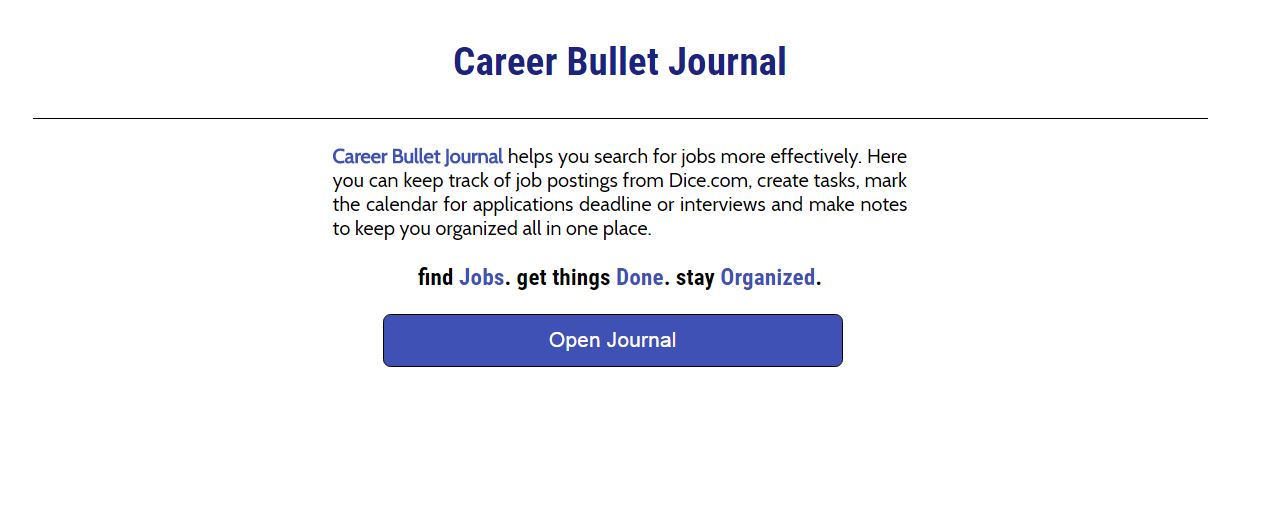 Career Bullet Journal
Career Bullet Journal helps you search for jobs more effectively. Here
you can keep track of job postings from Dice.com, create tasks, mark
the calendar for applications deadline or interviews and make notes
to keep you organized all in one place.
find Jobs. get things Done. stay Organized.
Open Journal